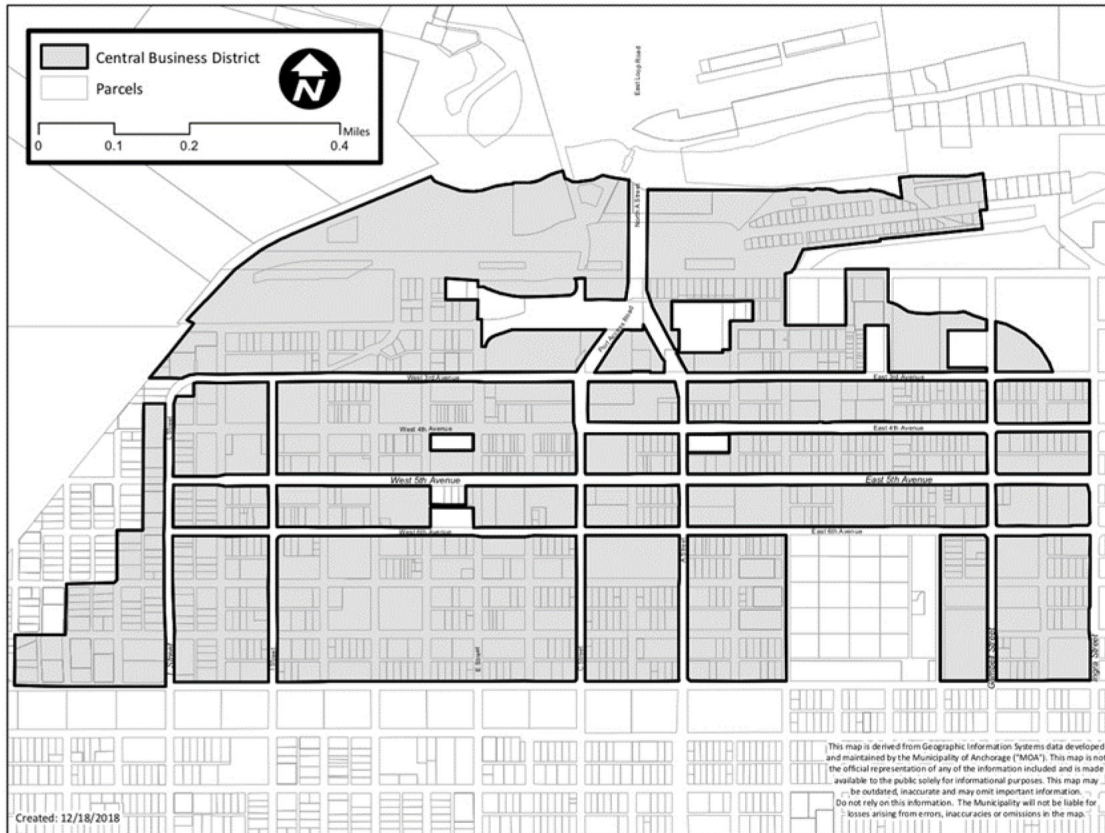 Central Business District
Parcels
N
Miles
0 0.1 0.2 0.4
East Loop Road
North A Street
Port Access Road
West 3rd Avenue
East 3rd Avenue
L Street
West 4th Avenue
East 4th Avenue
West 5th Avenue
East 5th Avenue
West 6th Avenue
East 6th Avenue
A Street
L Street
I Street
E Street
C Street
Gambell Street
Ingra Street
This map is derived from Geographic Information Systems data developed
and maintained by the Municipality of Anchorage ("MOA"). This map is not
the official representation of any of the information included and is made
available to the public solely for informational purposes. This map may
be outdated, inaccurate and may omit important information.
Do not rely on this information. The Municipality will not be liable for
losses arising from errors, inaccuracies or omissions in the map.
Created: 12/18/2018